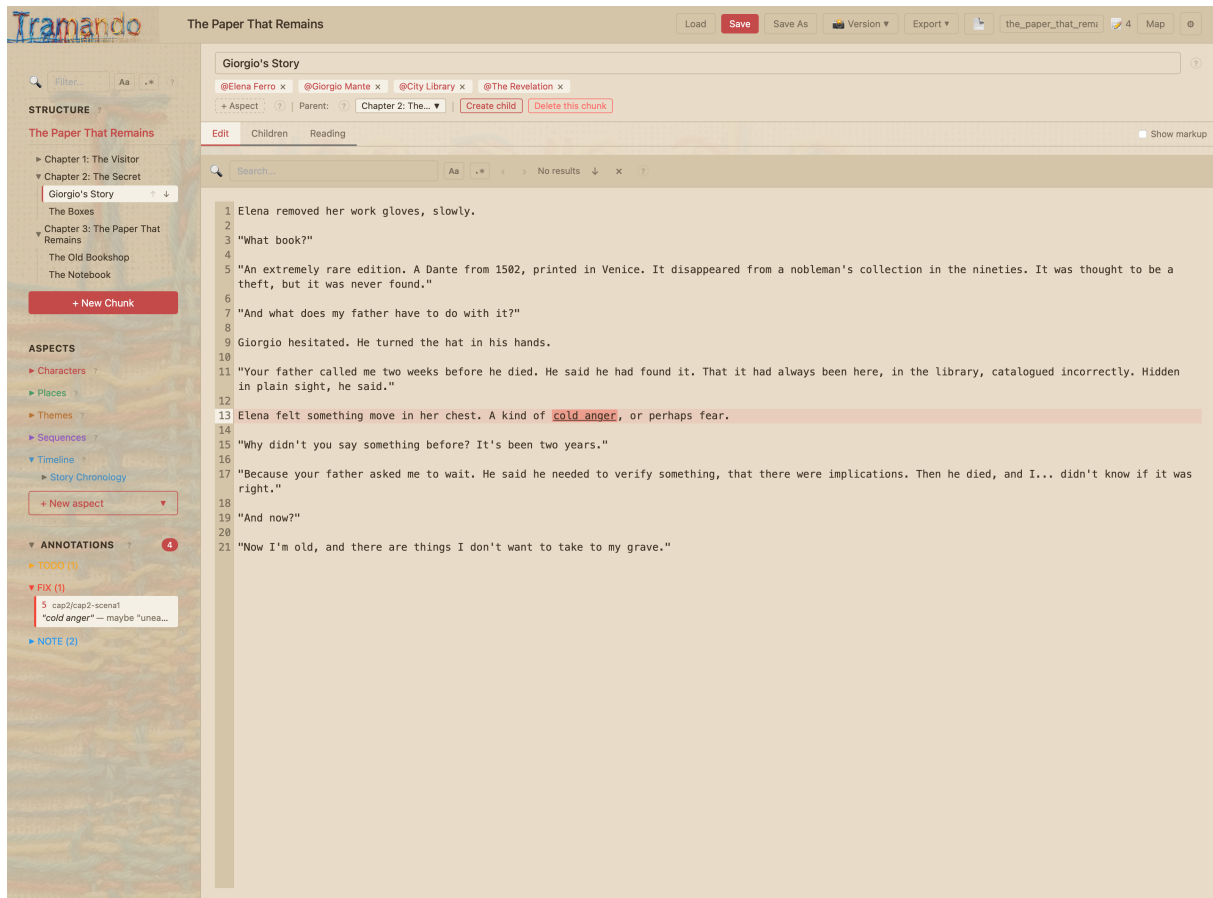 Tramando
The Paper That Remains
Load
Save
Save As
Version ▾
Export ▾
the_paper_that_rema
4
Map
Filter...
Aa
.*
?
STRUCTURE ?
The Paper That Remains
Chapter 1: The Visitor
Chapter 2: The Secret
Giorgio's Story ↑ ↓
The Boxes
Chapter 3: The Paper That
Remains
The Old Bookshop
The Notebook
+ New Chunk
ASPECTS
Characters ?
Places ?
Themes ?
Sequences ?
Timeline ?
Story Chronology
+ New aspect ▼
ANNOTATIONS ? 4
TODO (1)
FIX (1)
5 cap2/cap2-scena1
"cold anger" — maybe "unea...
NOTE (2)
Giorgio's Story
?
@Elena Ferro ×
@Giorgio Mante ×
@City Library ×
@The Revelation ×
+ Aspect ? | Parent: ? Chapter 2: The... ▼ | Create child Delete this chunk
Edit Children Reading
Show markup
Search... Aa .* ‹ › No results ↓ × ?
1 Elena removed her work gloves, slowly.
2
3 "What book?"
4
5 "An extremely rare edition. A Dante from 1502, printed in Venice. It disappeared from a nobleman's collection in the nineties. It was thought to be a
theft, but it was never found."
6
7 "And what does my father have to do with it?"
8
9 Giorgio hesitated. He turned the hat in his hands.
10
11 "Your father called me two weeks before he died. He said he had found it. That it had always been here, in the library, catalogued incorrectly. Hidden
in plain sight, he said."
12
13 Elena felt something move in her chest. A kind of cold anger, or perhaps fear.
14
15 "Why didn't you say something before? It's been two years."
16
17 "Because your father asked me to wait. He said he needed to verify something, that there were implications. Then he died, and I... didn't know if it was
right."
18
19 "And now?"
20
21 "Now I'm old, and there are things I don't want to take to my grave."